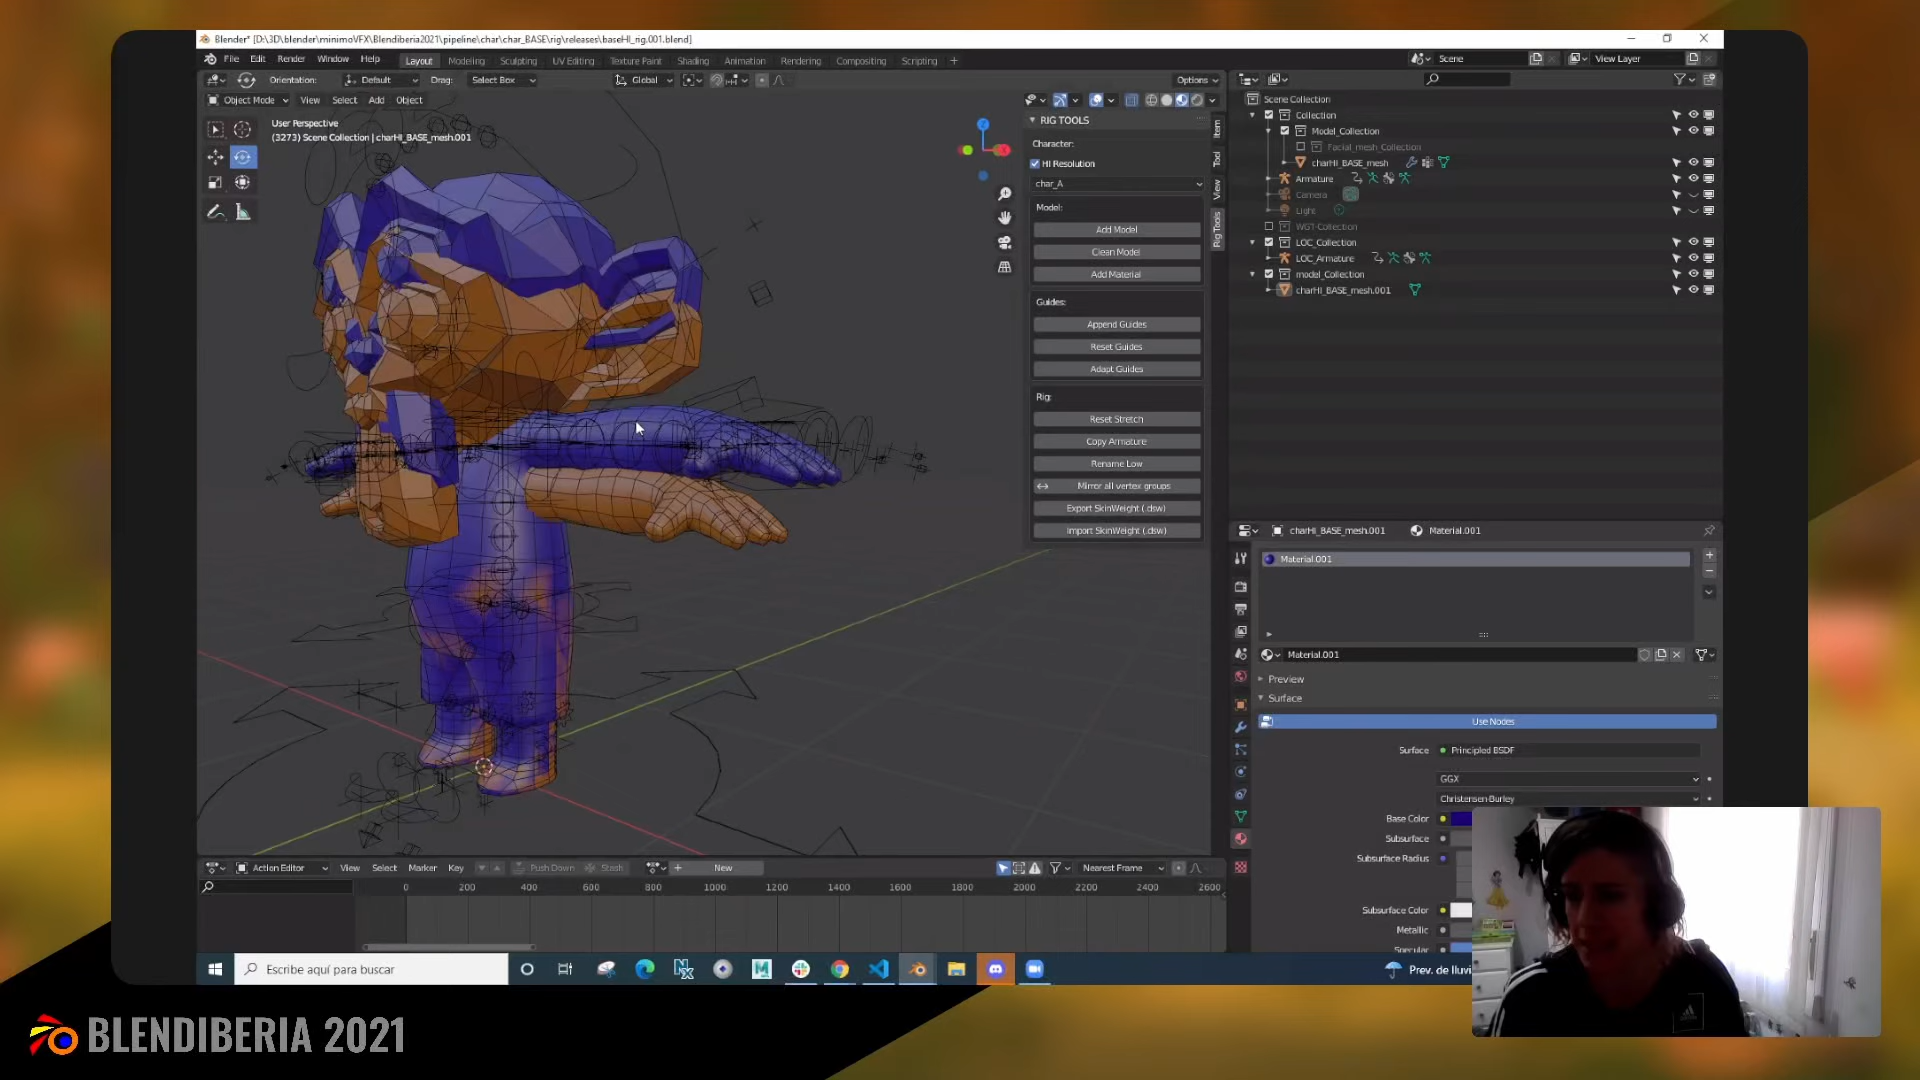 Blender* [D:\3D\blender\minimoVFX\Blendiberia2021\pipeline\char\char_BASE\rig\releases\baseHI_rig.001.blend]
File Edit Render Window Help Layout Modeling Sculpting UV Editing Texture Paint Shading Animation Rendering Compositing Scripting + Scene View Layer
Orientation: Default Drag: Select Box Global Options
Object Mode View Select Add Object
User Perspective
(3273) Scene Collection | charHI_BASE_mesh.001
RIG TOOLS
Character:
HI Resolution
char_A
Model:
Add Model
Clean Model
Add Material
Guides:
Append Guides
Reset Guides
Adapt Guides
Rig:
Reset Stretch
Copy Armature
Rename Low
Mirror all vertex groups
Export SkinWeight (.dsw)
Import SkinWeight (.dsw)
Item
Tool
View
Rig Tools
Scene Collection
Collection
Model_Collection
Facial_mesh_Collection
charHI_BASE_mesh
Armature
Camera
Light
WGT-Collection
LOC_Collection
LOC_Armature
model_Collection
charHI_BASE_mesh.001
charHI_BASE_mesh.001 Material.001
Material.001
Material.001
Preview
Surface
Use Nodes
Surface Principled BSDF
GGX
Christensen-Burley
Base Color
Subsurface
Subsurface Radius
Subsurface Color
Metallic
Specular
Action Editor View Select Marker Key Push Down Stash + New Nearest Frame
0 200 400 600 800 1000 1200 1400 1600 1800 2000 2200 2400 2600
Escribe aquí para buscar
Prev. de lluvi
BLENDIBERIA 2021